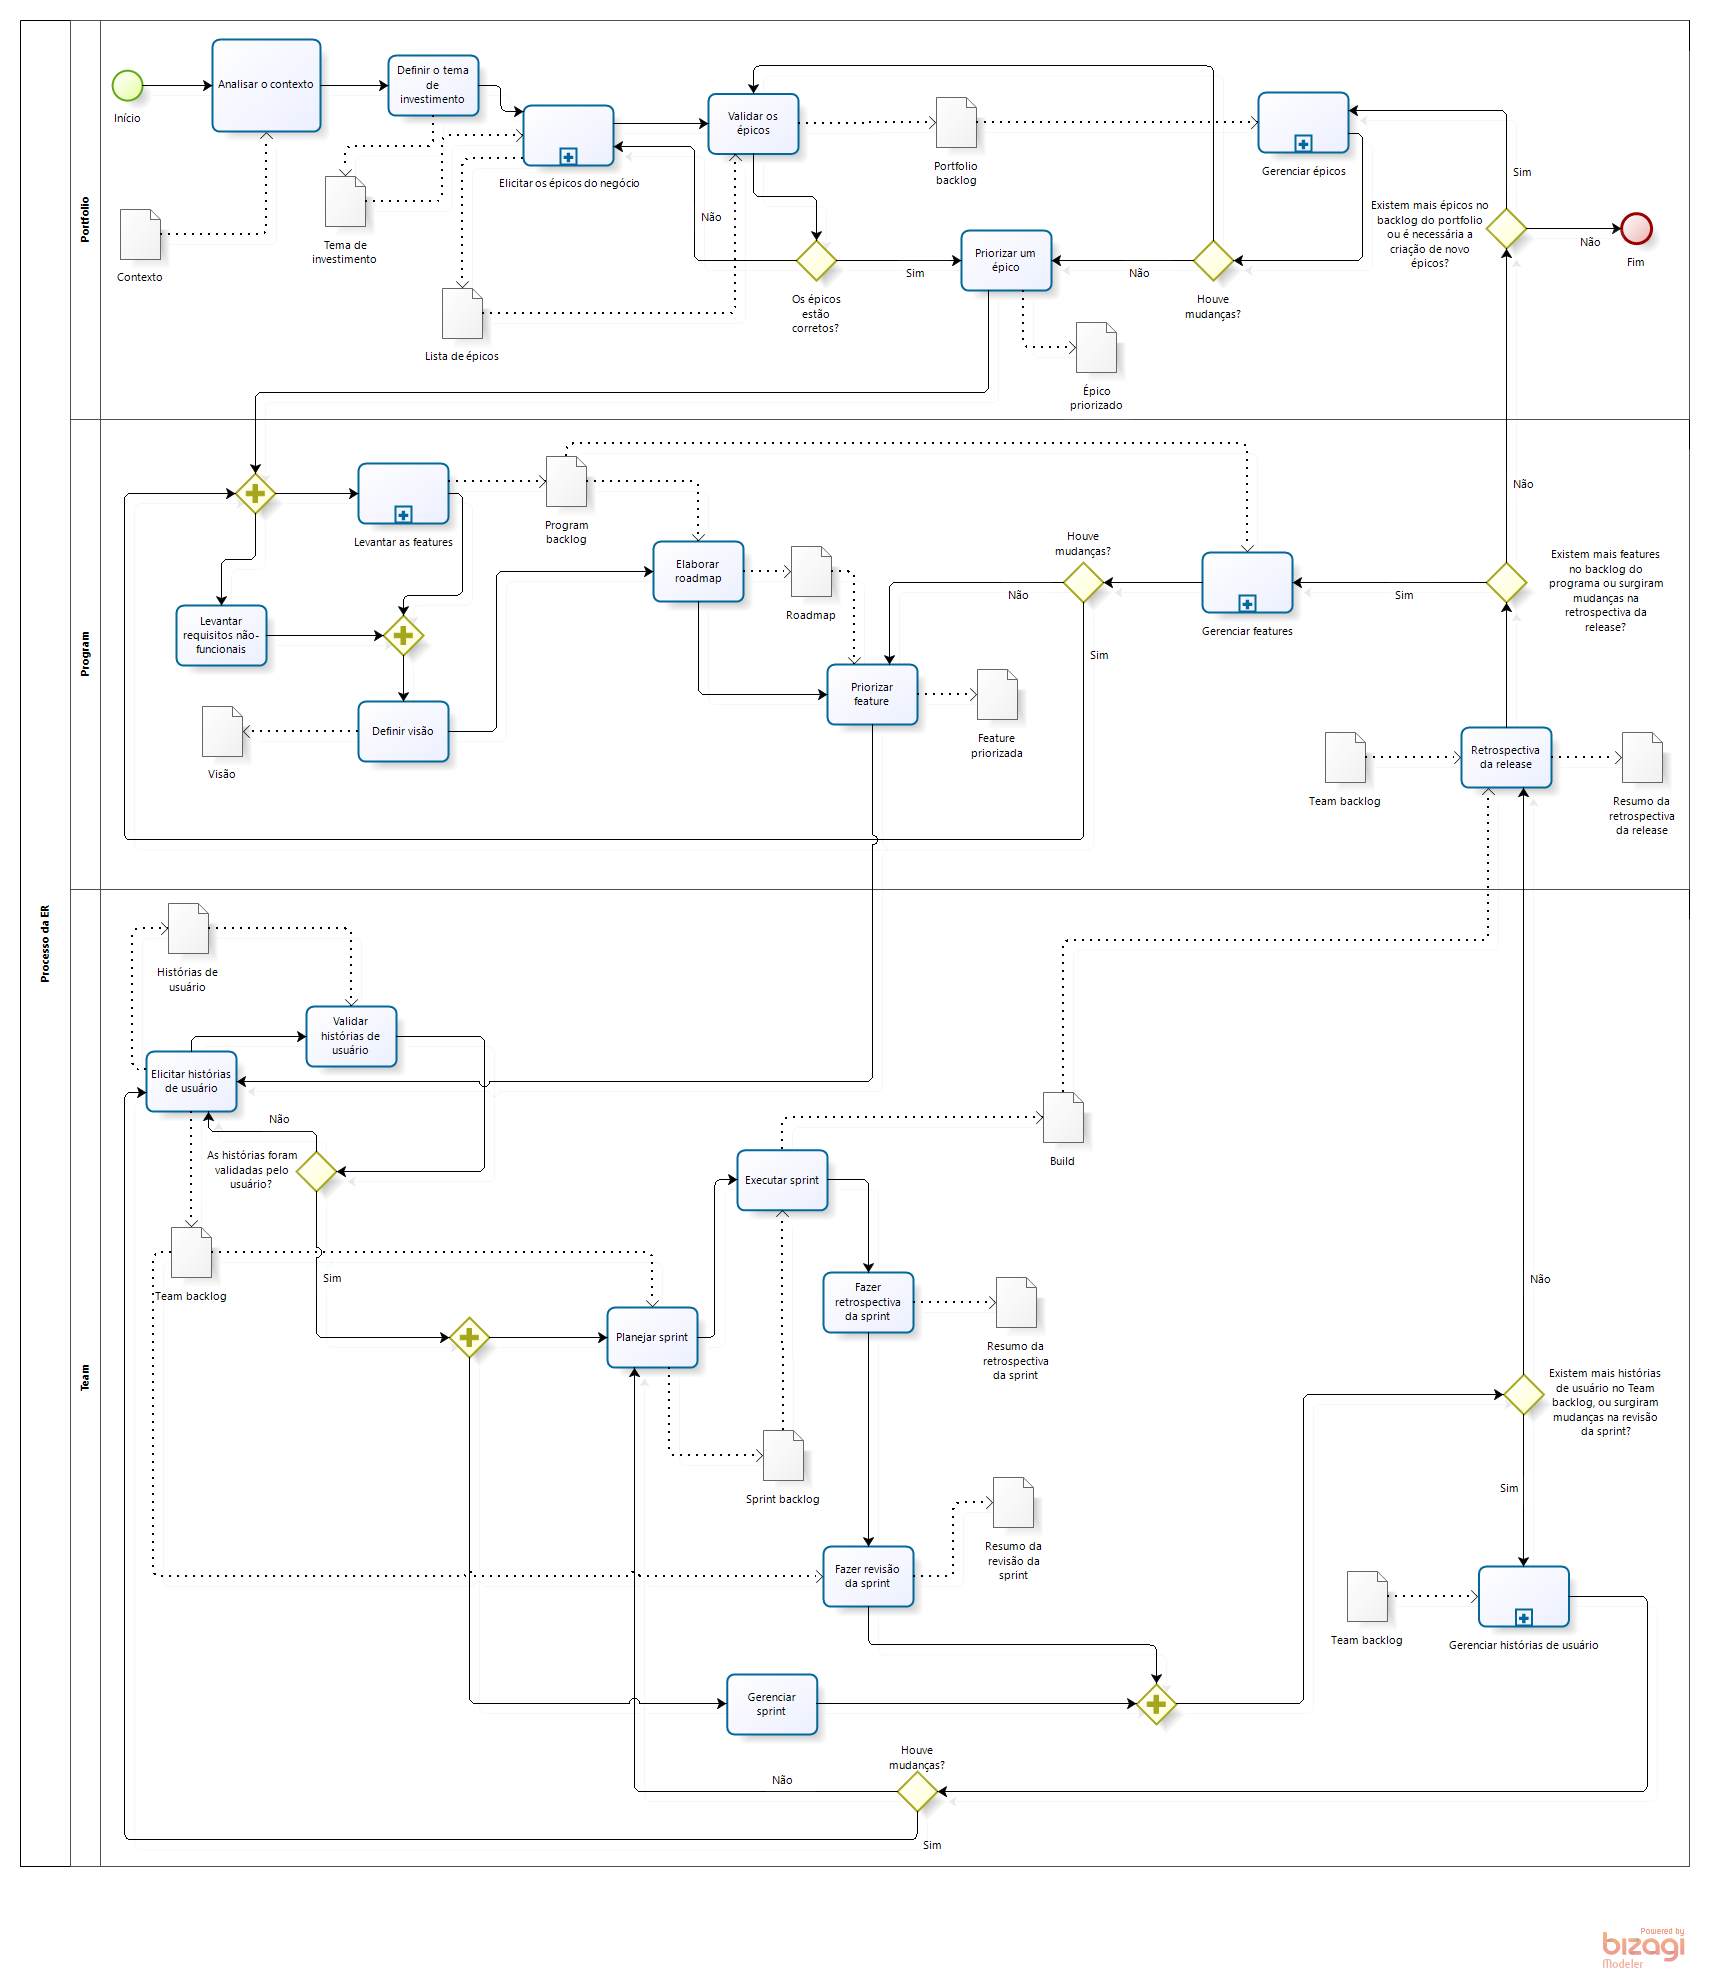 Processo da ER
Portfolio
Início
Analisar o contexto
Definir o tema
de
investimento
Elicitar os épicos do negócio
Validar os
épicos
Portfolio
backlog
Gerenciar épicos
Sim
Existem mais épicos no
backlog do portfolio
ou é necessária a
criação de novo
épicos?
Não
Fim
Contexto
Tema de
investimento
Não
Lista de épicos
Os épicos
estão
corretos?
Sim
Priorizar um
épico
Não
Houve
mudanças?
Épico
priorizado
Program
Levantar as features
Program
backlog
Não
Levantar
requisitos não-
funcionais
Elaborar
roadmap
Roadmap
Houve
mudanças?
Não
Sim
Gerenciar features
Sim
Existem mais features
no backlog do
programa ou surgiram
mudanças na
retrospectiva da
release?
Definir visão
Visão
Priorizar
feature
Feature
priorizada
Team backlog
Retrospectiva
da release
Resumo da
retrospectiva
da release
Team
Histórias de
usuário
Validar
histórias de
usuário
Elicitar histórias
de usuário
Não
As histórias foram
validadas pelo
usuário?
Build
Executar sprint
Team backlog
Sim
Planejar sprint
Fazer
retrospectiva
da sprint
Resumo da
retrospectiva
da sprint
Não
Existem mais histórias
de usuário no Team
backlog, ou surgiram
mudanças na revisão
da sprint?
Sprint backlog
Sim
Fazer revisão
da sprint
Resumo da
revisão da
sprint
Team backlog
Gerenciar histórias de usuário
Gerenciar
sprint
Houve
mudanças?
Não
Sim
Powered by
bizagi
Modeler